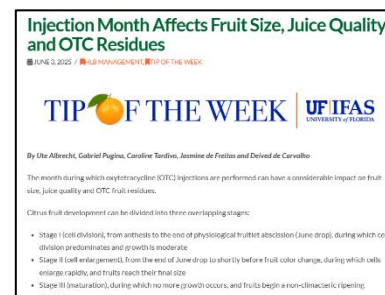 Injection Month Affects Fruit Size, Juice Quality
and OTC Residues
JUNE 3, 2025 / HLB MANAGEMENT, TIP OF THE WEEK
TIP OF THE WEEK UF|IFAS
UNIVERSITY of FLORIDA
By Ute Albrecht, Gabriel Pugina, Caroline Tardivo, Jasmine de Freitas and Deived de Carvalho
The month during which oxytetracycline (OTC) injections are performed can have a considerable impact on fruit
size, juice quality and OTC fruit residues.
Citrus fruit development can be divided into three overlapping stages:
• Stage I (cell division), from anthesis to the end of physiological fruitlet abscission (June drop), during which cell
division predominates and growth is moderate
• Stage II (cell enlargement), from the end of June drop to shortly before fruit color change, during which cells
enlarge rapidly, and fruits reach their final size
• Stage III (maturation), during which no more growth occurs, and fruits begin a non-climacteric ripening